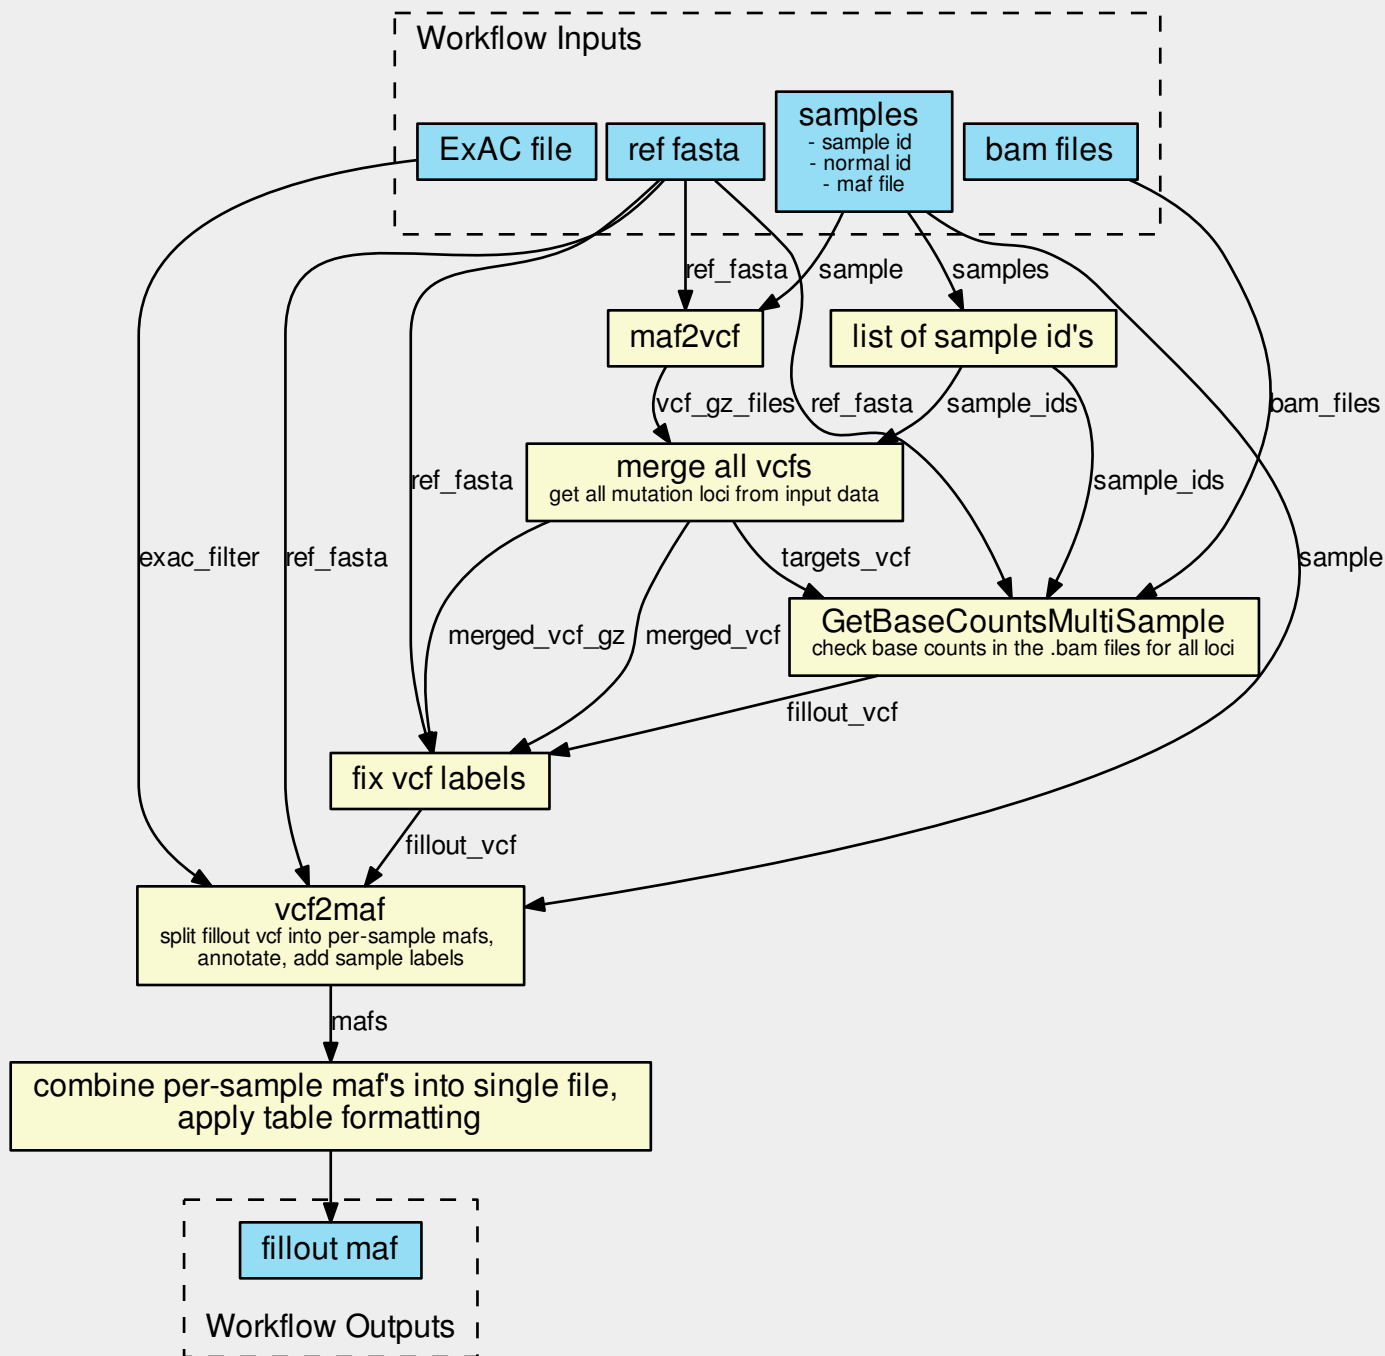 Workflow Inputs
ExAC file
ref fasta
samples
- sample id
- normal id
- maf file
bam files
ref_fasta
sample
samples
maf2vcf
list of sample id's
vcf_gz_files
ref_fasta
sample_ids
bam_files
merge all vcfs
get all mutation loci from input data
ref_fasta
sample_ids
exac_filter
ref_fasta
targets_vcf
sample
GetBaseCountsMultiSample
check base counts in the .bam files for all loci
merged_vcf_gz
merged_vcf
fillout_vcf
fix vcf labels
fillout_vcf
vcf2maf
split fillout vcf into per-sample mafs,
annotate, add sample labels
mafs
combine per-sample maf's into single file,
apply table formatting
fillout maf
Workflow Outputs